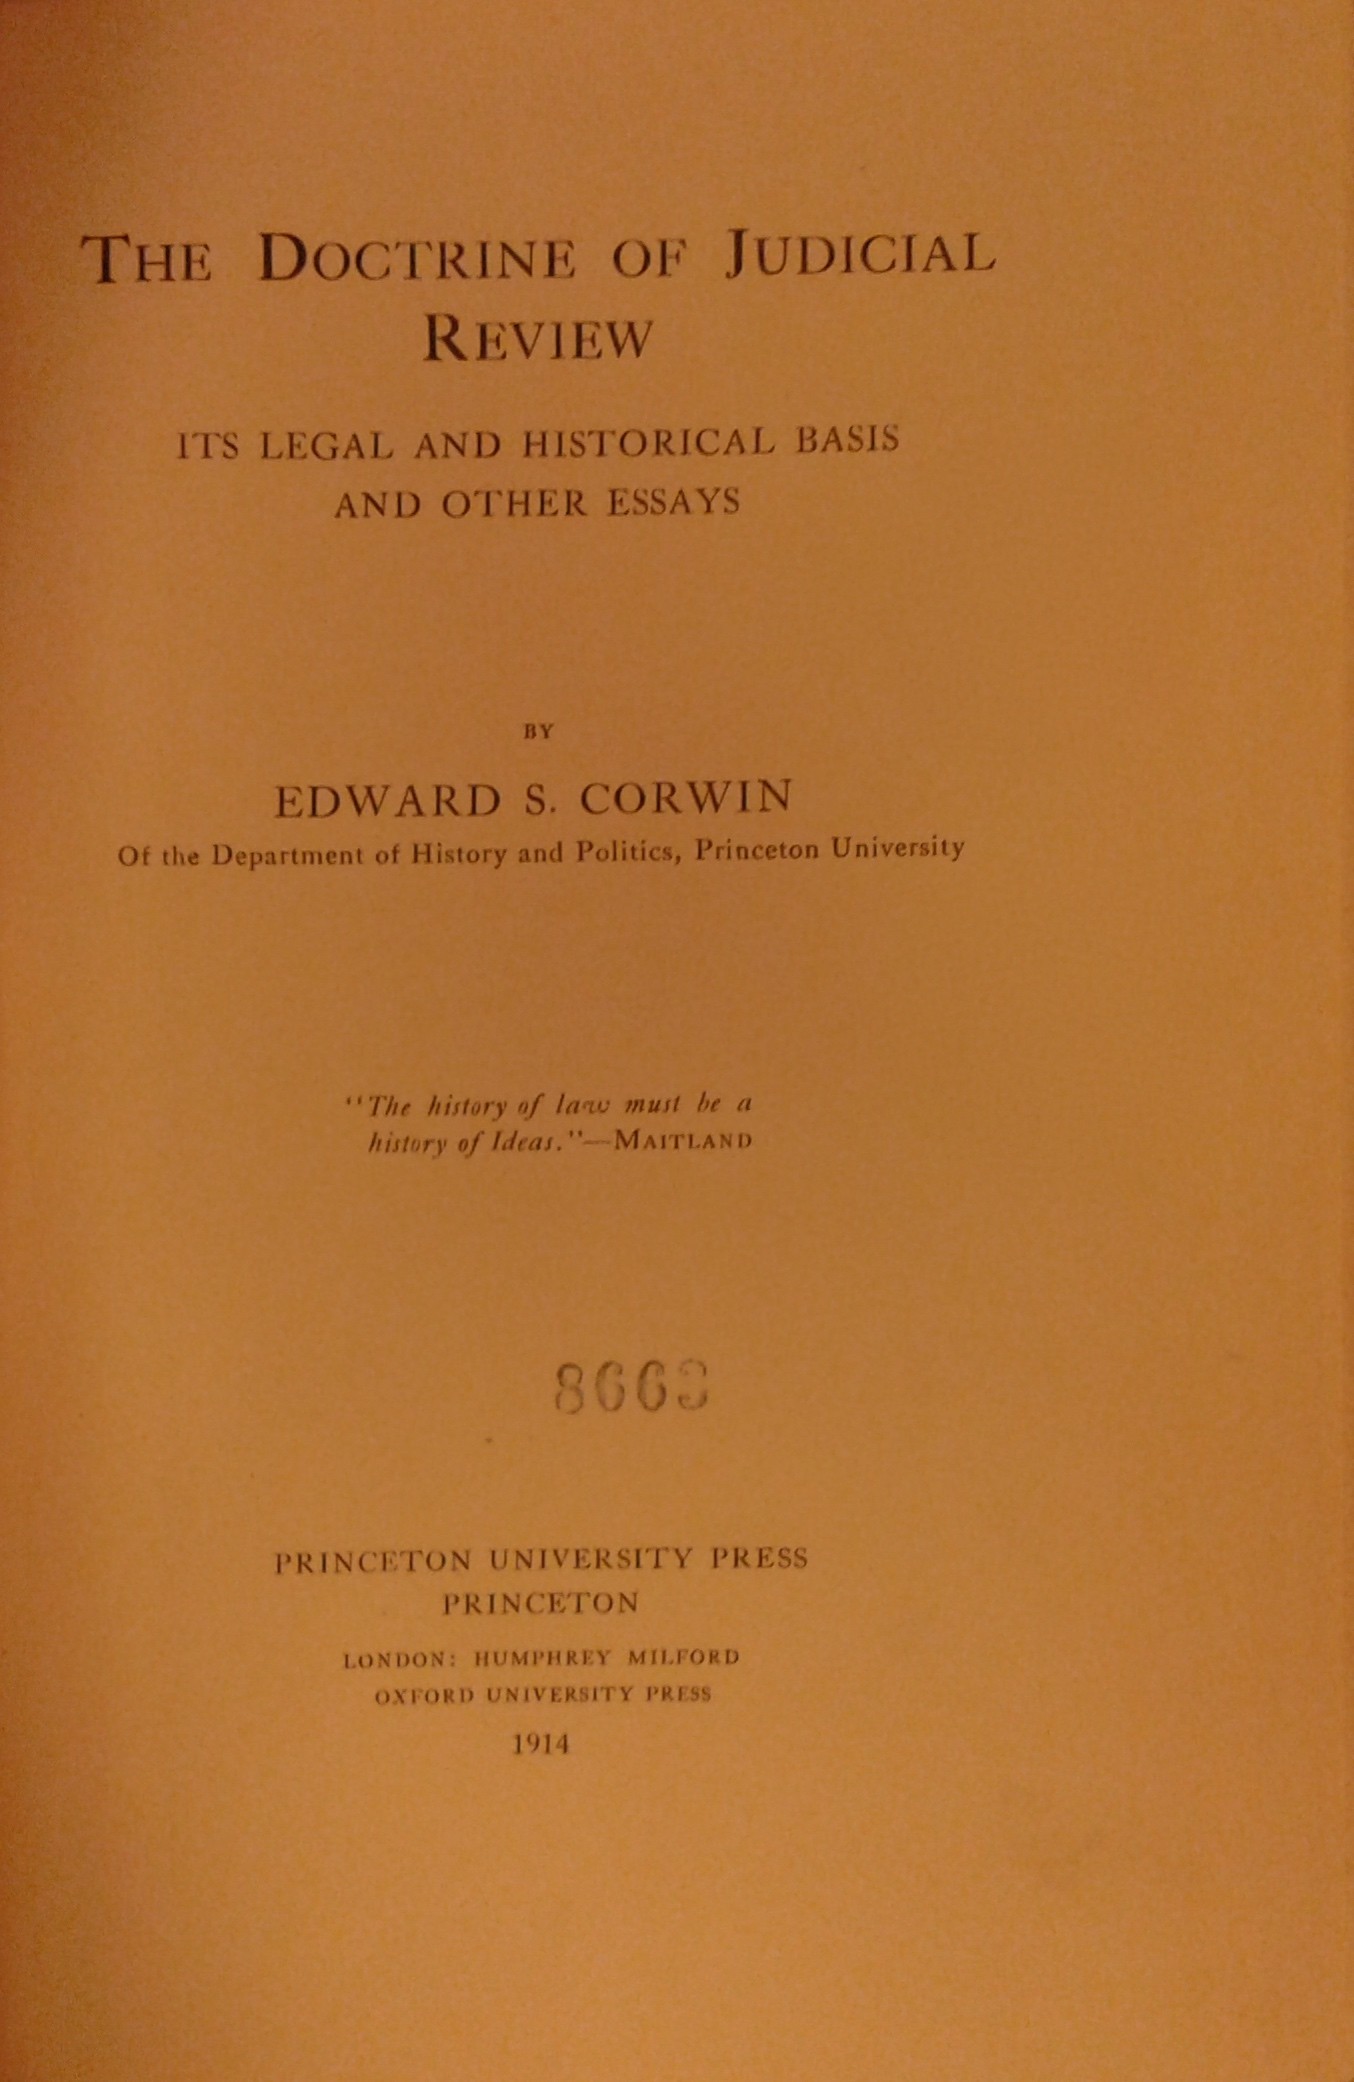 THE DOCTRINE OF JUDICIAL
REVIEW
ITS LEGAL AND HISTORICAL BASIS
AND OTHER ESSAYS
BY
EDWARD S. CORWIN
Of the Department of History and Politics, Princeton University
"The history of law must be a
history of Ideas."—MAITLAND
8663
PRINCETON UNIVERSITY PRESS
PRINCETON
LONDON: HUMPHREY MILFORD
OXFORD UNIVERSITY PRESS
1914